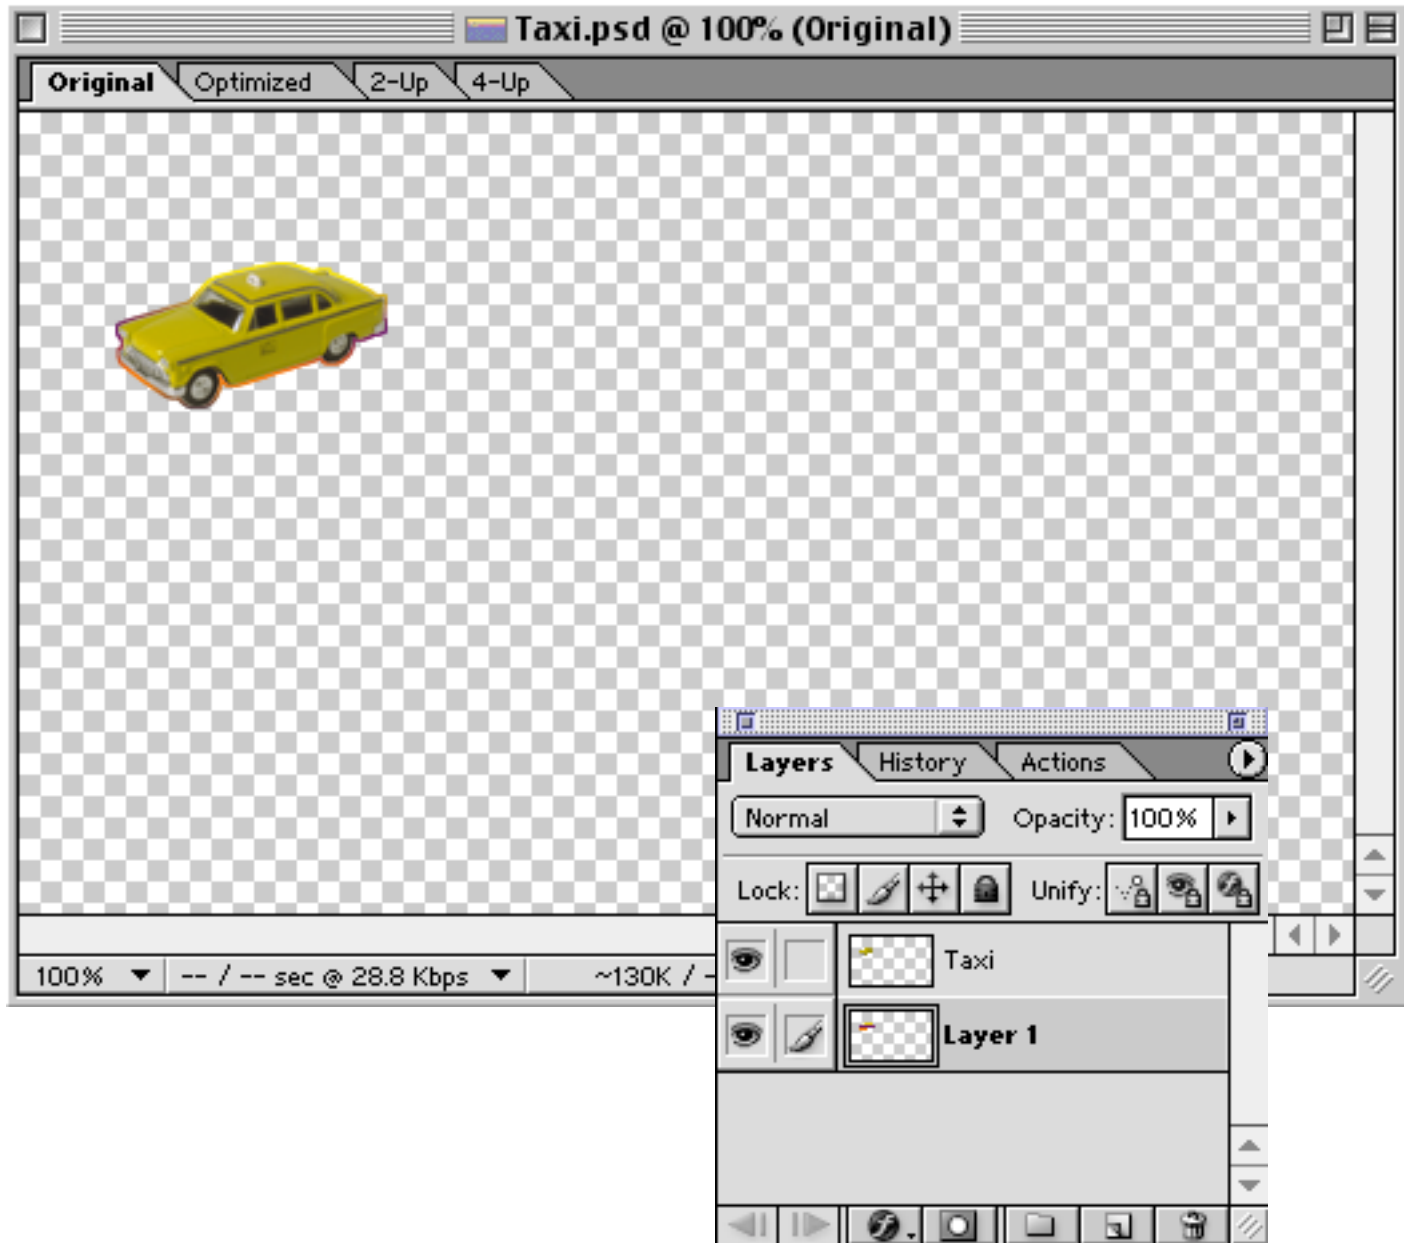 Taxi.psd @ 100% (Original)
Original Optimized 2-Up 4-Up
Layers History Actions
Normal Opacity: 100%
Lock: Unify:
Taxi
Layer 1
100% -- / -- sec @ 28.8 Kbps ~130K / -